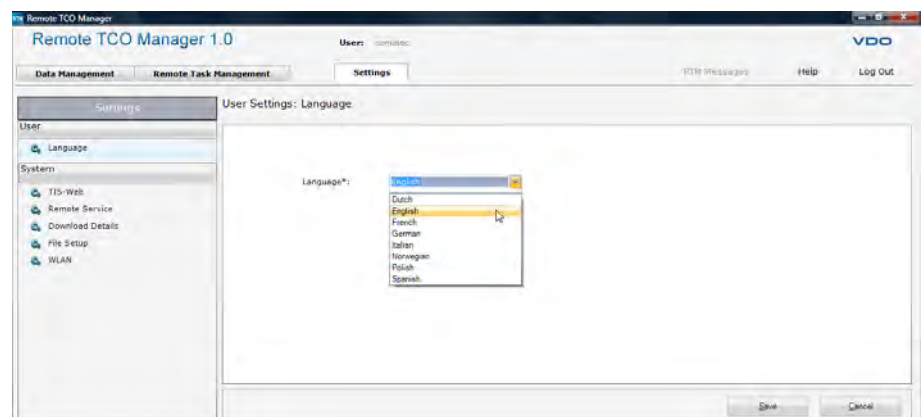 RTM Remote TCO Manager
Remote TCO Manager 1.0
User:
VDO
Data Management
Remote Task Management
Settings
RTM Messages
Help
Log Out
Settings
User Settings: Language
User
Language
System
TIS-Web
Remote Service
Download Details
File Setup
WLAN
Language*:
English
Dutch
English
French
German
Italian
Norwegian
Polish
Spanish
Save
Cancel